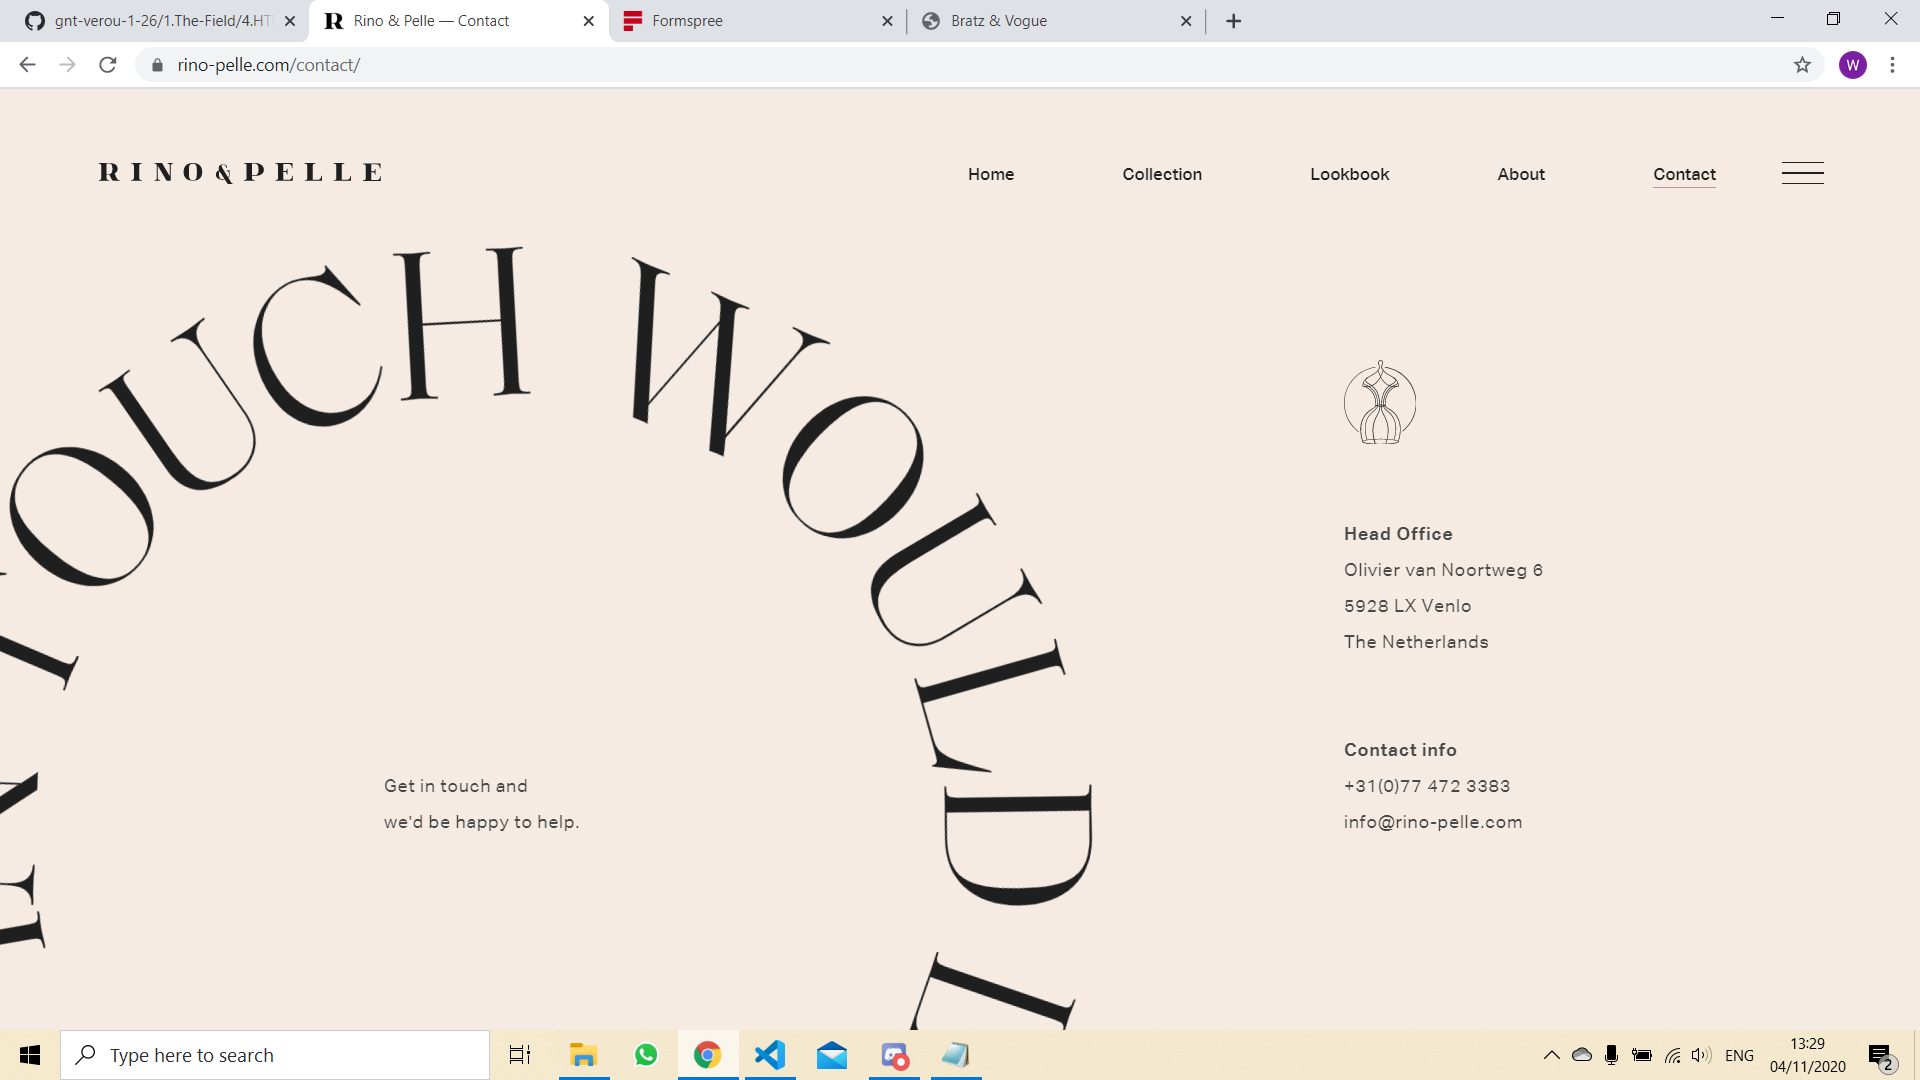 gnt-verou-1-26/1.The-Field/4.HT
Rino & Pelle — Contact
Formspree
Bratz & Vogue
rino-pelle.com/contact/
W
RINO&PELLE
Home
Collection
Lookbook
About
Contact
TOUCH WOULD
Head Office
Olivier van Noortweg 6
5928 LX Venlo
The Netherlands
Contact info
+31(0)77 472 3383
info@rino-pelle.com
Get in touch and
we'd be happy to help.
Type here to search
ENG
13:29
04/11/2020
2